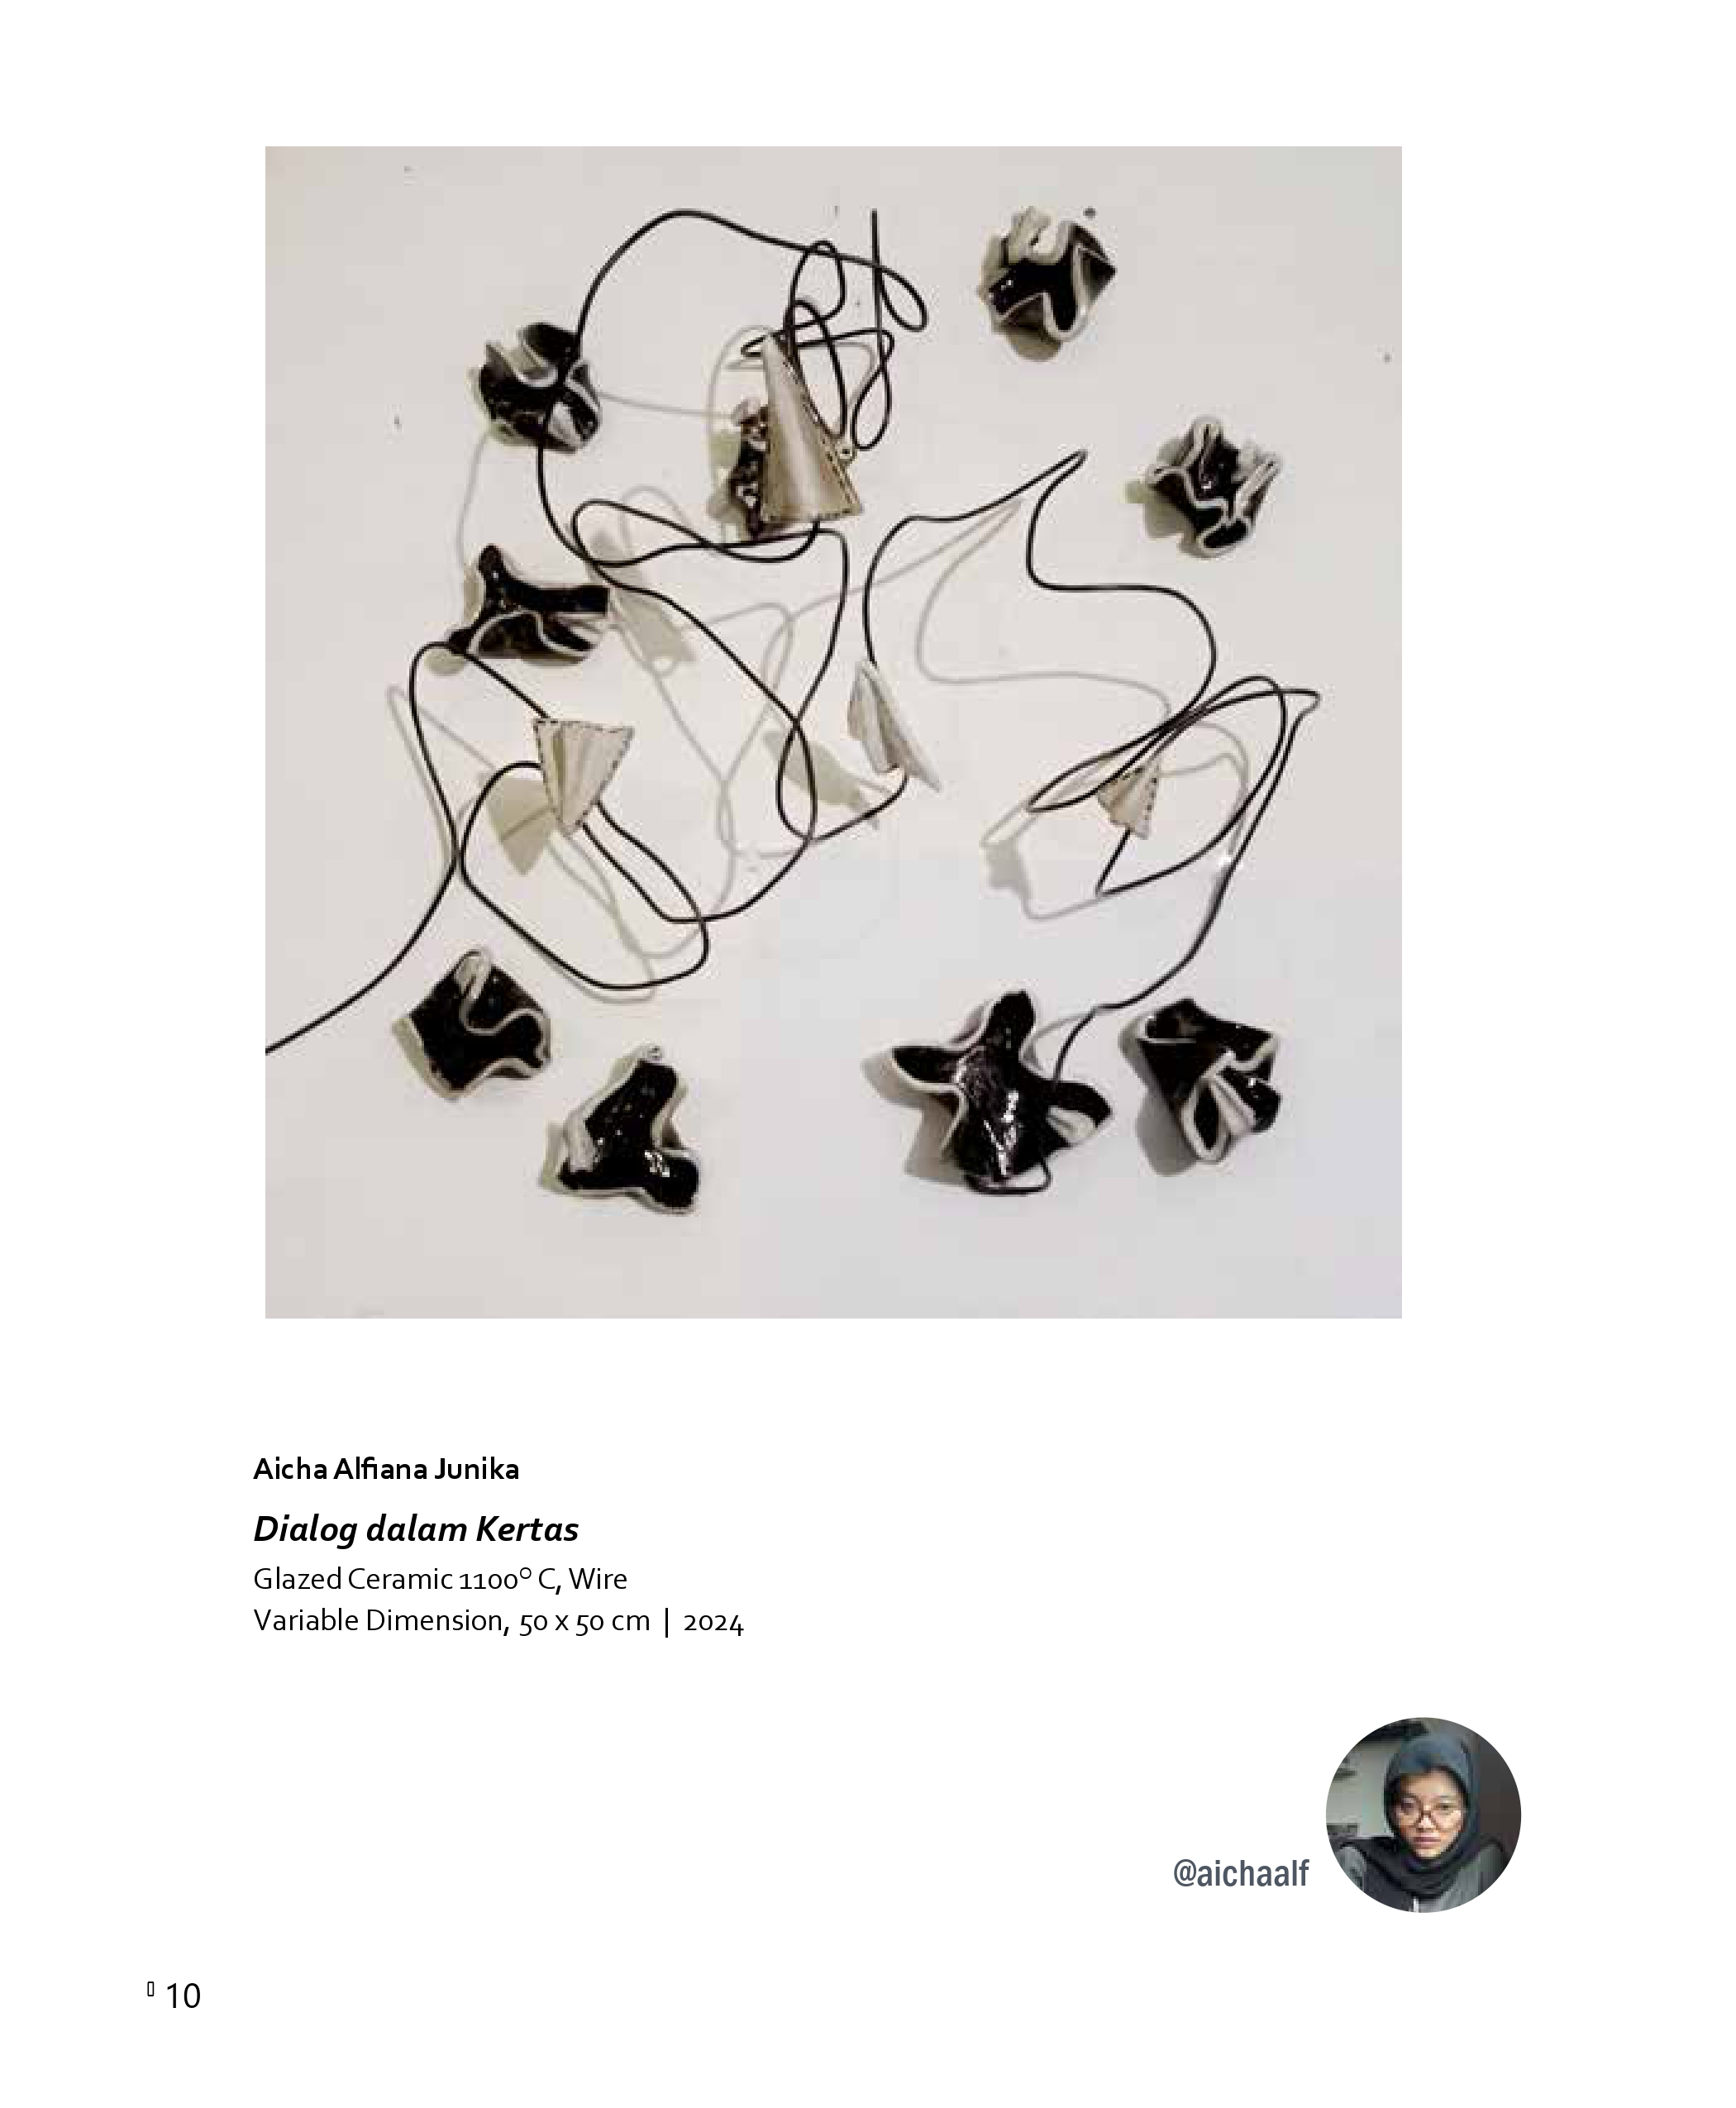 Aicha Alfiana Junika
Dialog dalam Kertas
Glazed Ceramic 1100° C, Wire
Variable Dimension, 50 x 50 cm | 2024
@aichaalf
10